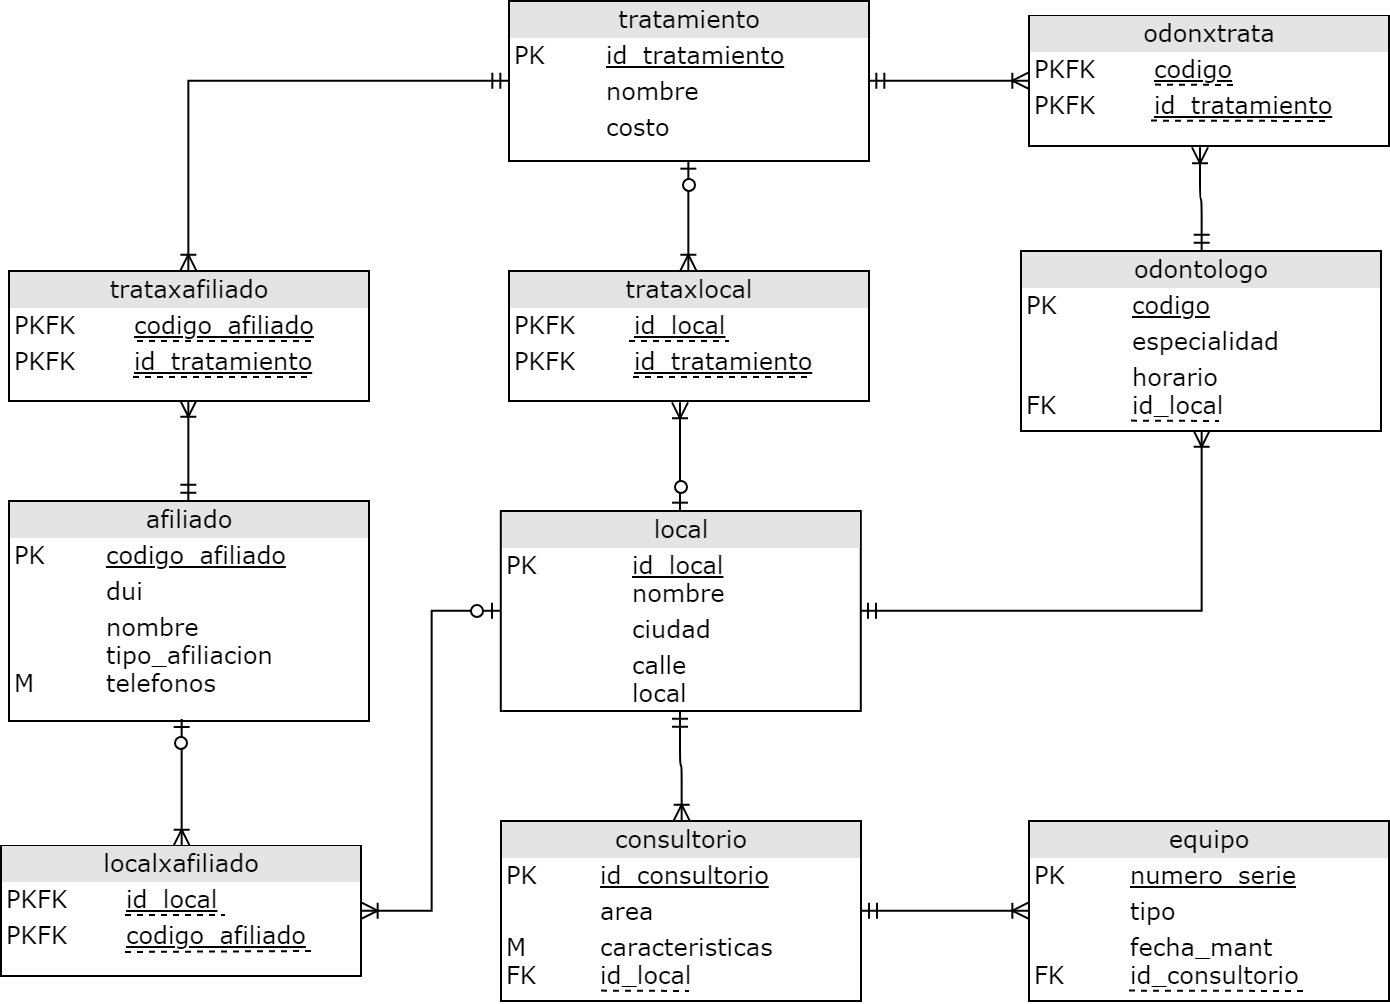 tratamiento
PK id_tratamiento
nombre
costo
odonxtrata
PKFK codigo
PKFK id_tratamiento
trataxafiliado
PKFK codigo_afiliado
PKFK id_tratamiento
trataxlocal
PKFK id_local
PKFK id_tratamiento
odontologo
PK codigo
especialidad
horario
FK id_local
afiliado
PK codigo_afiliado
dui
nombre
tipo_afiliacion
M telefonos
local
PK id_local
nombre
ciudad
calle
local
localxafiliado
PKFK id_local
PKFK codigo_afiliado
consultorio
PK id_consultorio
area
M caracteristicas
FK id_local
equipo
PK numero_serie
tipo
fecha_mant
FK id_consultorio